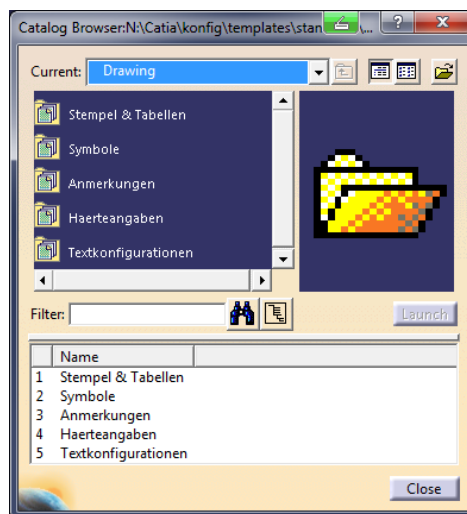 Catalog Browser:N:\Catia\konfig\templates\stan \...
Current: Drawing
Stempel & Tabellen
Symbole
Anmerkungen
Haerteangaben
Textkonfigurationen
Filter:
Launch
Name
1 Stempel & Tabellen
2 Symbole
3 Anmerkungen
4 Haerteangaben
5 Textkonfigurationen
Close